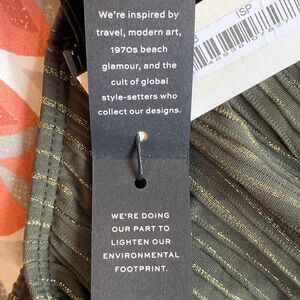 We're inspired by
travel, modern art,
1970s beach
glamour, and the
cult of global
style-setters who
collect our designs.
WE'RE DOING
OUR PART TO
LIGHTEN OUR
ENVIRONMENTAL
FOOTPRINT.
ISP